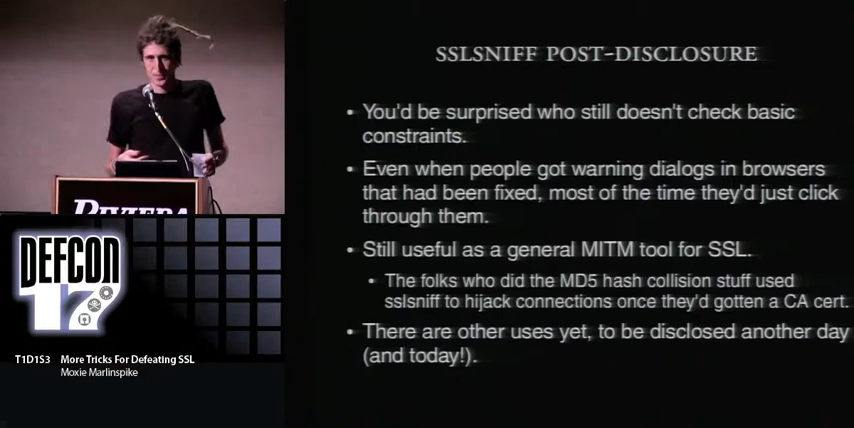 SSLSNIFF POST-DISCLOSURE
• You'd be surprised who still doesn't check basic
constraints.
• Even when people got warning dialogs in browsers
that had been fixed, most of the time they'd just click
through them.
• Still useful as a general MITM tool for SSL.
• The folks who did the MD5 hash collision stuff used
sslsniff to hijack connections once they'd gotten a CA cert.
• There are other uses yet, to be disclosed another day
(and today!).
RIVIERA
DEFCON
17
T1D1S3 More Tricks For Defeating SSL
Moxie Marlinspike